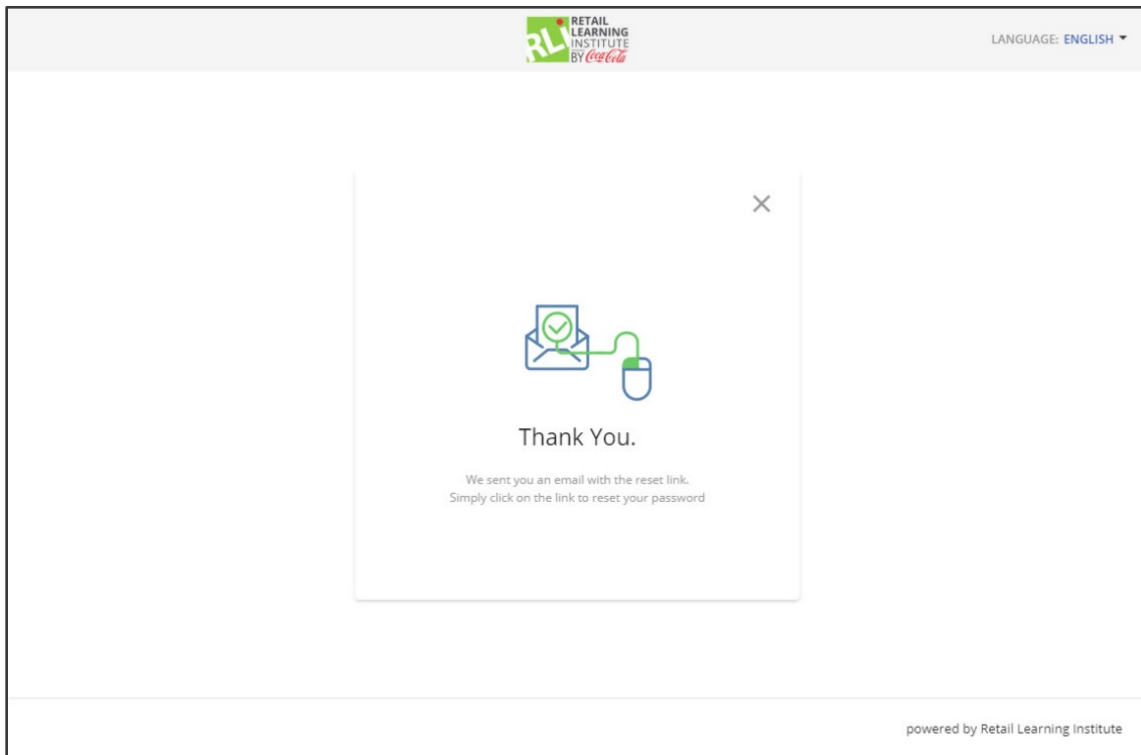 RLi
RETAIL
LEARNING
INSTITUTE
BY Coca-Cola
LANGUAGE: ENGLISH
Thank You.
We sent you an email with the reset link.
Simply click on the link to reset your password
powered by Retail Learning Institute